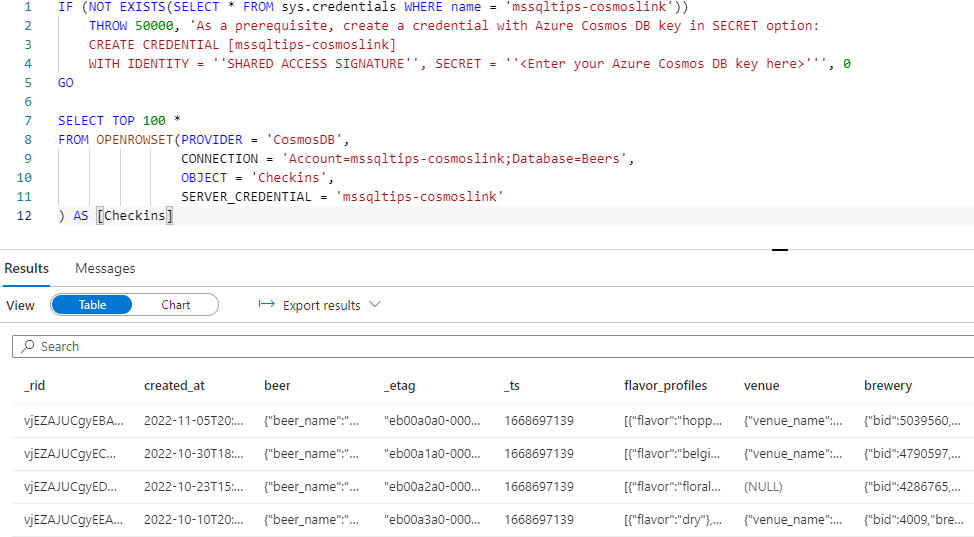 1 IF (NOT EXISTS(SELECT * FROM sys.credentials WHERE name = 'mssqltips-cosmoslink'))
2 THROW 50000, 'As a prerequisite, create a credential with Azure Cosmos DB key in SECRET option:
3 CREATE CREDENTIAL [mssqltips-cosmoslink]
4 WITH IDENTITY = ''SHARED ACCESS SIGNATURE'', SECRET = ''<Enter your Azure Cosmos DB key here>''', 0
5 GO
6
7 SELECT TOP 100 *
8 FROM OPENROWSET(PROVIDER = 'CosmosDB',
9 CONNECTION = 'Account=mssqltips-cosmoslink;Database=Beers',
10 OBJECT = 'Checkins',
11 SERVER_CREDENTIAL = 'mssqltips-cosmoslink'
12 ) AS [Checkins]
Results Messages
View Table Chart Export results
Search
_rid created_at beer _etag _ts flavor_profiles venue brewery
vjEZAJUCgyEBA... 2022-11-05T20:... {"beer_name":"... "eb00a0a0-000... 1668697139 [{"flavor":"hopp... {"venue_name":... {"bid":5039560,...
vjEZAJUCgyEC... 2022-10-30T18:... {"beer_name":"... "eb00a1a0-000... 1668697139 [{"flavor":"belgi... {"venue_name":... {"bid":4790597,...
vjEZAJUCgyED... 2022-10-23T15:... {"beer_name":"... "eb00a2a0-000... 1668697139 [{"flavor":"floral... (NULL) {"bid":4286765,...
vjEZAJUCgyEEA... 2022-10-10T20:... {"beer_name":"... "eb00a3a0-000... 1668697139 [{"flavor":"dry"},... {"venue_name":... {"bid":4009,"bre...